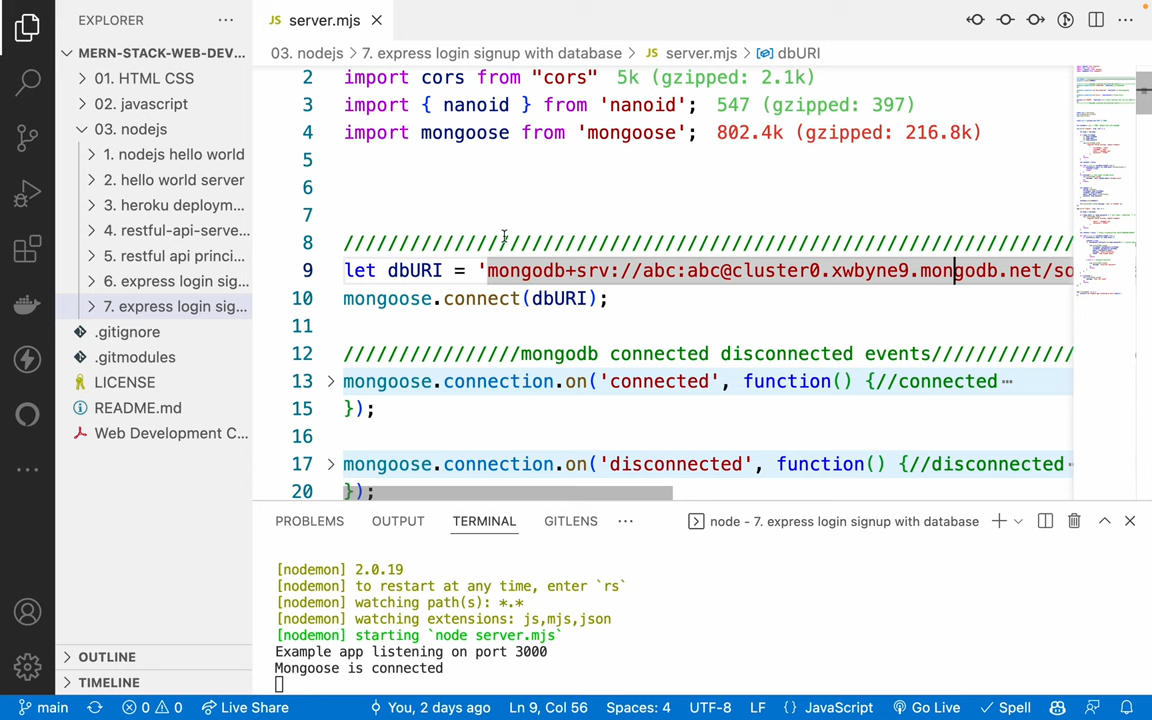 EXPLORER
server.mjs
MERN-STACK-WEB-DEV...
01. HTML CSS
02. javascript
03. nodejs
1. nodejs hello world
2. hello world server
3. heroku deploym...
4. restful-api-serve...
5. restful api princi...
6. express login sig...
7. express login sig...
.gitignore
.gitmodules
LICENSE
README.md
Web Development C...
OUTLINE
TIMELINE
JS server.mjs
03. nodejs > 7. express login signup with database > JS server.mjs > dbURI
2 import cors from "cors" 5k (gzipped: 2.1k)
3 import { nanoid } from 'nanoid'; 547 (gzipped: 397)
4 import mongoose from 'mongoose'; 802.4k (gzipped: 216.8k)
5
6
7
8 //////////////////////////////////////////////////////////////////
9 let dbURI = 'mongodb+srv://abc:abc@cluster0.xwbyne9.mongodb.net/so
10 mongoose.connect(dbURI);
11
12 ////////////////mongodb connected disconnected events/////////////
13 mongoose.connection.on('connected', function() {//connected ⋯
15 });
16
17 mongoose.connection.on('disconnected', function() {//disconnected
20 });
PROBLEMS OUTPUT TERMINAL GITLENS ··· node - 7. express login signup with database
[nodemon] 2.0.19
[nodemon] to restart at any time, enter `rs`
[nodemon] watching path(s): *.*
[nodemon] watching extensions: js,mjs,json
[nodemon] starting `node server.mjs`
Example app listening on port 3000
Mongoose is connected
main 0 0 Live Share You, 2 days ago Ln 9, Col 56 Spaces: 4 UTF-8 LF {} JavaScript Go Live Spell